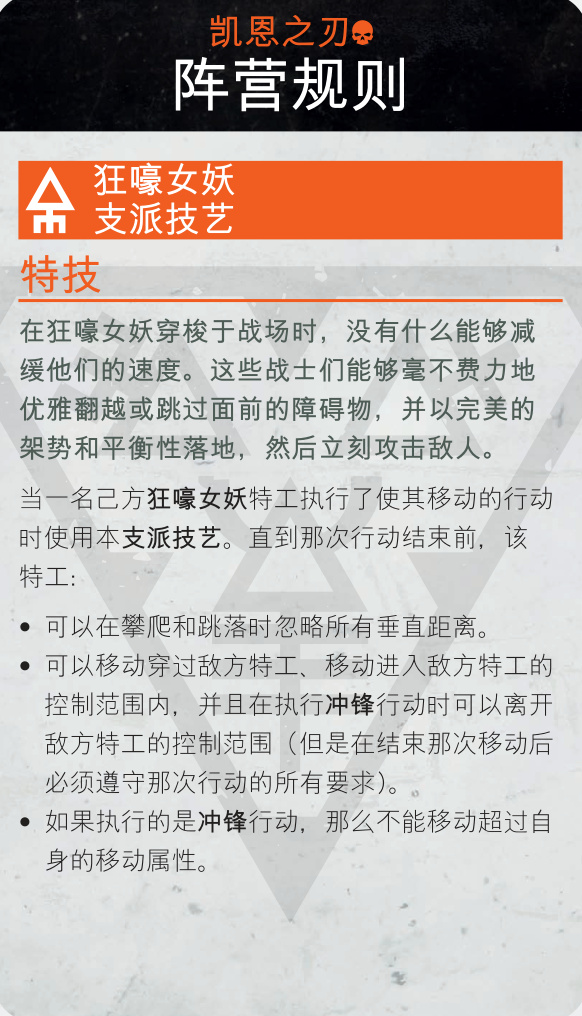 凯恩之刃
阵营规则
狂嚎女妖
支派技艺
特技
在狂嚎女妖穿梭于战场时，没有什么能够减
缓他们的速度。这些战士们能够毫不费力地
优雅翻越或跳过面前的障碍物，并以完美的
架势和平衡性落地，然后立刻攻击敌人。
当一名己方狂嚎女妖特工执行了使其移动的行动
时使用本支派技艺。直到那次行动结束前，该
特工:
• 可以在攀爬和跳落时忽略所有垂直距离。
• 可以移动穿过敌方特工、移动进入敌方特工的
控制范围内，并且在执行冲锋行动时可以离开
敌方特工的控制范围（但是在结束那次移动后
必须遵守那次行动的所有要求）。
• 如果执行的是冲锋行动，那么不能移动超过自
身的移动属性。